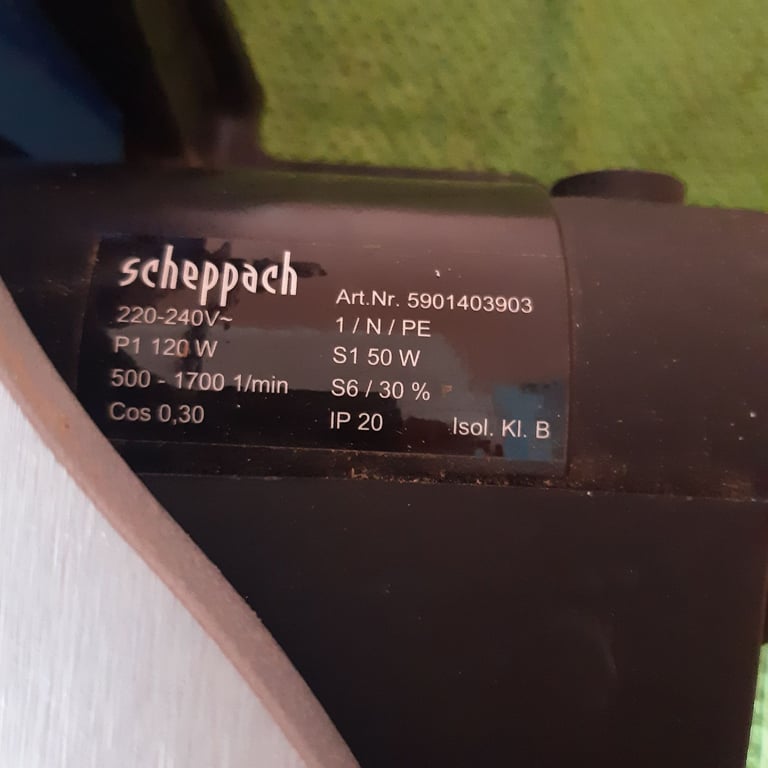 scheppach
220-240V~
P1 120 W
500 - 1700 1/min
Cos 0,30
Art.Nr. 5901403903
1 / N / PE
S1 50 W
S6 / 30 %
IP 20 Isol. Kl. B